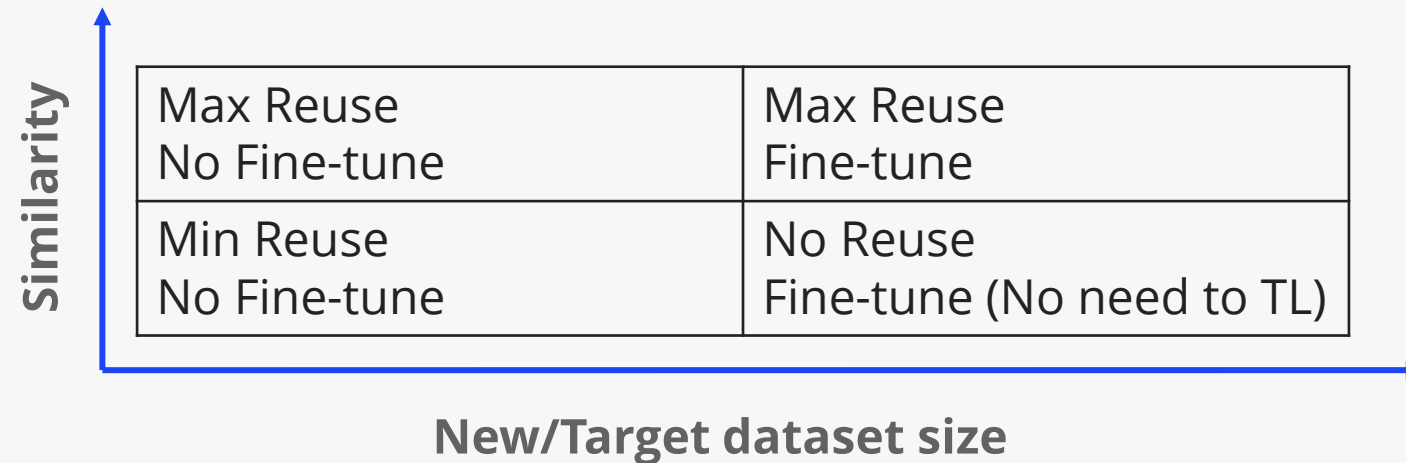 Similarity
Max Reuse
No Fine-tune
Max Reuse
Fine-tune
Min Reuse
No Fine-tune
No Reuse
Fine-tune (No need to TL)
New/Target dataset size